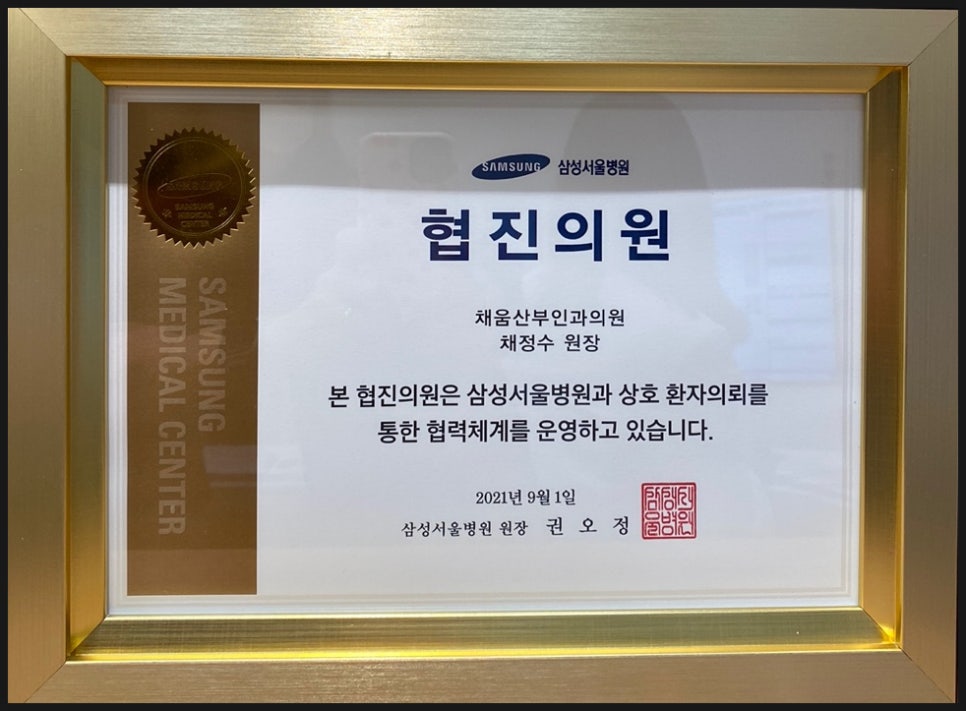 SAMSUNG 삼성서울병원
협진의원
채움산부인과의원
채정수 원장
본 협진의원은 삼성서울병원과 상호 환자의뢰를
통한 협력체계를 운영하고 있습니다.
2021년 9월 1일
삼성서울병원 원장 권 오 정
SAMSUNG
MEDICAL CENTER
SAMSUNG
MEDICAL
CENTER